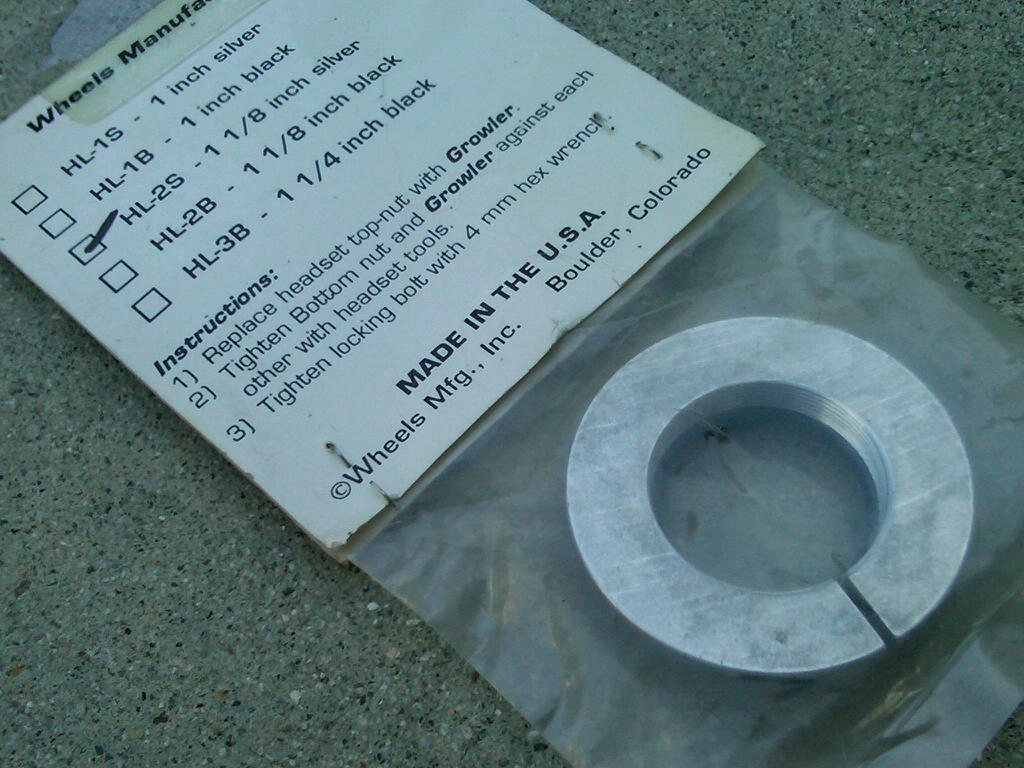 Wheels
HL-1S - 1 inch silver
HL-1B - 1 inch black
HL-2S - 1 1/8 inch silver
HL-2B - 1 1/8 inch black
HL-3B - 1 1/4 inch black
Instructions:
1) Replace headset top-nut with Growler.
2) Tighten Bottom nut and Growler against each
other with headset tools.
3) Tighten locking bolt with 4 mm hex wrench.
MADE IN THE U.S.A.
©Wheels Mfg., Inc. Boulder, Colorado